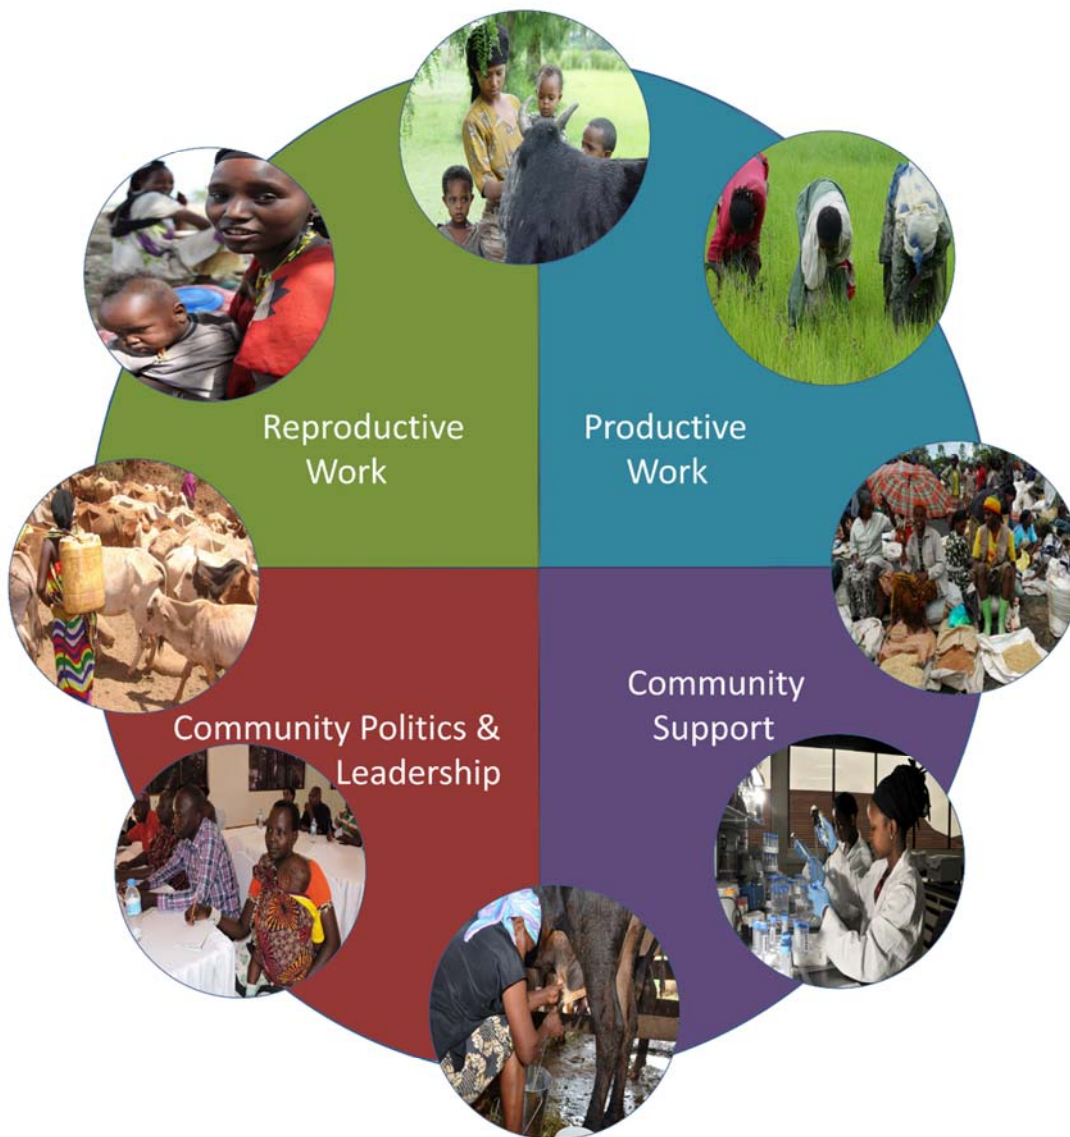 Reproductive
Work
Productive
Work
Community Politics &
Leadership
Community
Support